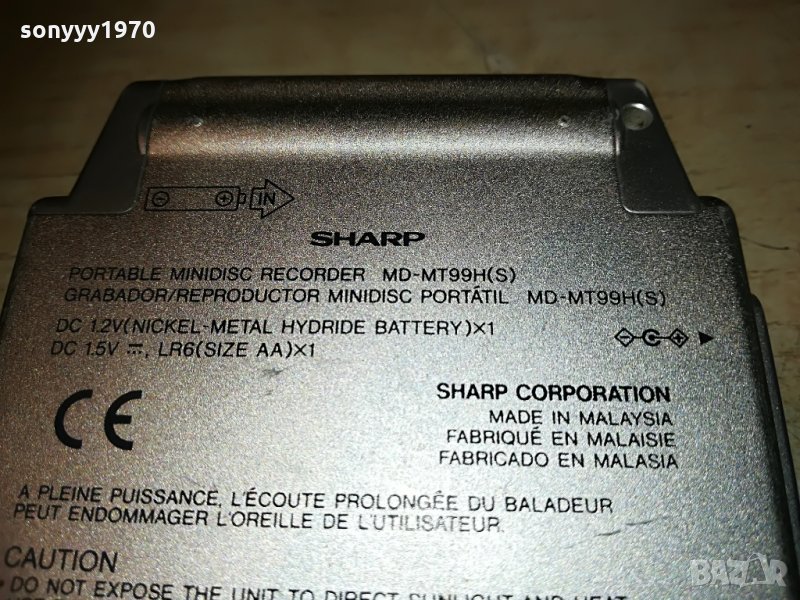 sonyyy1970
IN
SHARP
PORTABLE MINIDISC RECORDER MD-MT99H(S)
GRABADOR/REPRODUCTOR MINIDISC PORTÁTIL MD-MT99H(S)
DC 1.2V(NICKEL-METAL HYDRIDE BATTERY)×1
DC 1.5V ⎓, LR6(SIZE AA)×1
CE
SHARP CORPORATION
MADE IN MALAYSIA
FABRIQUÉ EN MALAISIE
FABRICADO EN MALASIA
A PLEINE PUISSANCE, L'ÉCOUTE PROLONGÉE DU BALADEUR
PEUT ENDOMMAGER L'OREILLE DE L'UTILISATEUR.
CAUTION
• DO NOT EXPOSE THE UNIT TO DIRECT SUNLIGHT AND HEAT
BAZAR